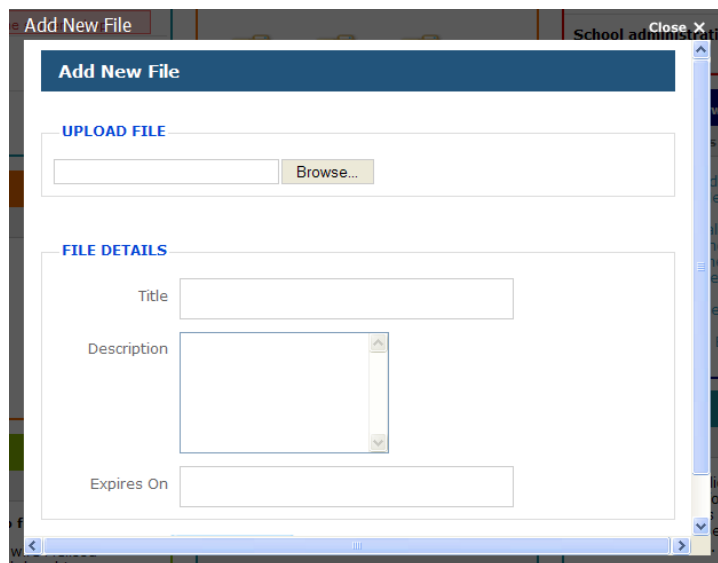 Add New File
Close X
School administrati
Add New File
UPLOAD FILE
Browse...
FILE DETAILS
Title
Description
Expires On